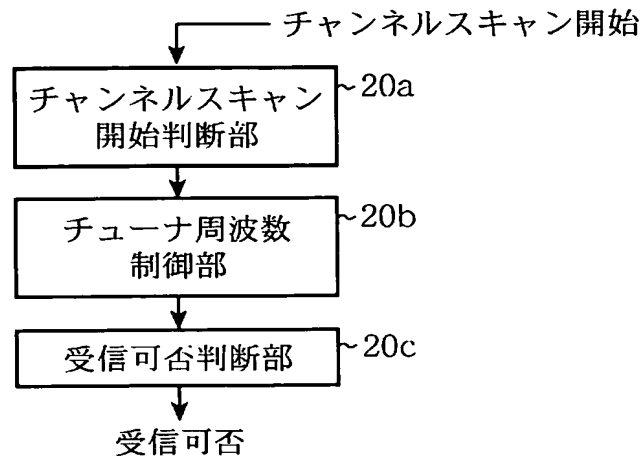 チャンネルスキャン開始
チャンネルスキャン
開始判断部
20a
チューナ周波数
制御部
20b
受信可否判断部
20c
受信可否